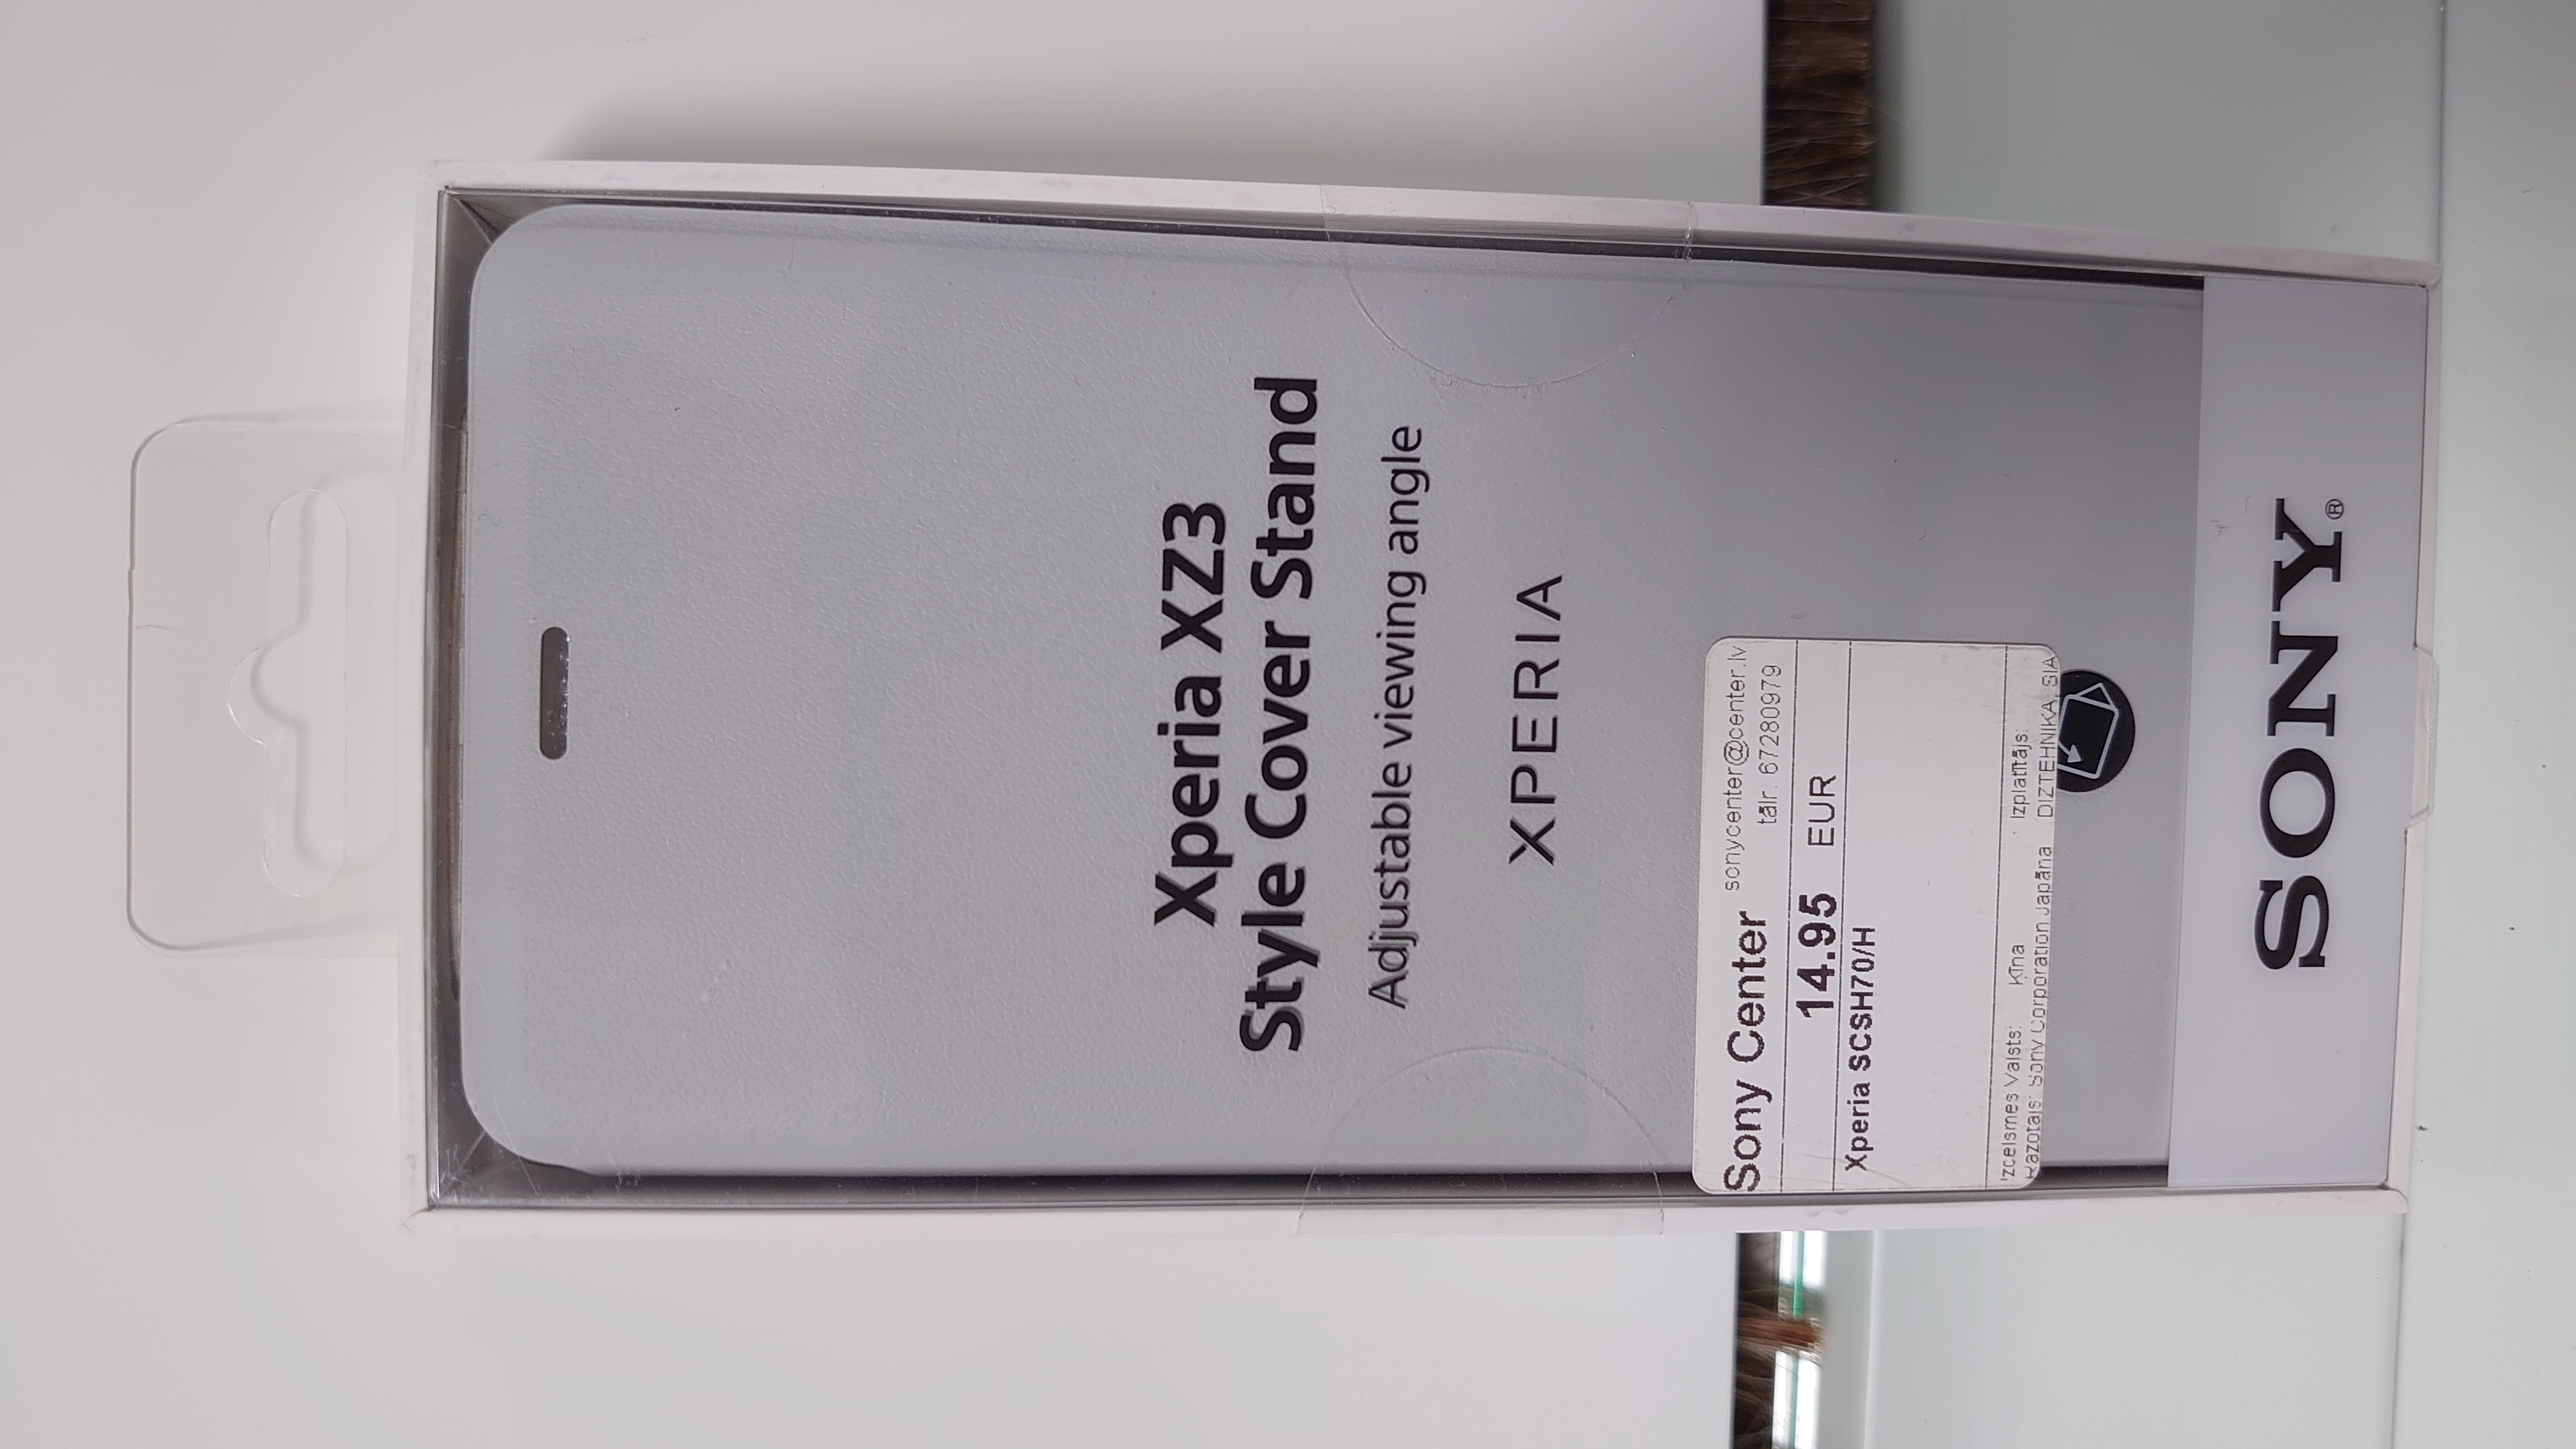 Xperia XZ3
Style Cover Stand
Adjustable viewing angle
XPERIA
Sony Center sonycenter@center.lv
tālr. 67280979
14.95 EUR
Xperia SCSH70/H
Izcelsmes Valsts: Ķīna Izplatītājs:
Ražotājs: Sony Corporation Japāna DIZTEHNIKA, SIA
SONY®